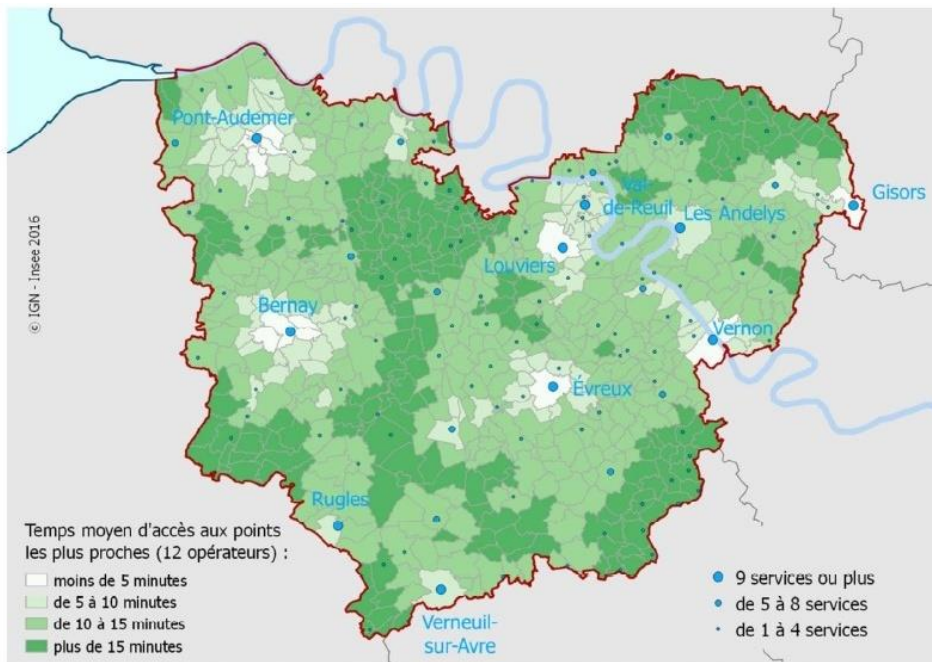 Pont-Audemer
Gisors
Val-
de-Reuil
Les Andelys
Louviers
© IGN - Insee 2016
Bernay
Vernon
Évreux
Rugles
Verneuil-
sur-Avre
Temps moyen d'accès aux points
les plus proches (12 opérateurs) :
moins de 5 minutes
de 5 à 10 minutes
de 10 à 15 minutes
plus de 15 minutes
9 services ou plus
de 5 à 8 services
de 1 à 4 services